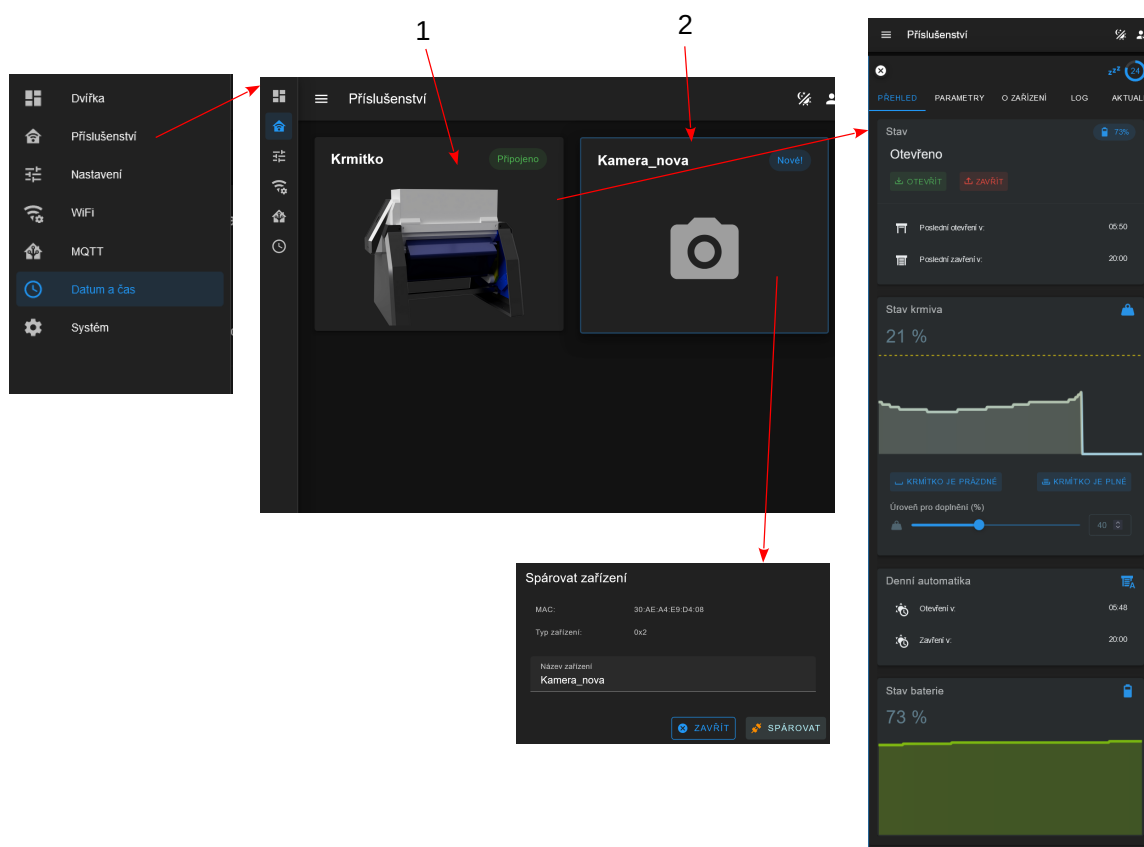 1
2
Dvířka
Příslušenství
Nastavení
WiFi
MQTT
Datum a čas
Systém
Příslušenství
Krmitko
Připojeno
Kamera_nova
Nové!
Spárovat zařízení
MAC: 30:AE:A4:E9:D4:08
Typ zařízení: 0x2
Název zařízení
Kamera_nova
ZAVŘÍT
SPÁROVAT
Příslušenství
zzz 24
PŘEHLED PARAMETRY O ZAŘÍZENÍ LOG AKTUAL
Stav 73%
Otevřeno
OTEVŘÍT ZAVŘÍT
Poslední otevření v: 05:50
Poslední zavření v: 20:00
Stav krmiva
21 %
KRMÍTKO JE PRÁZDNÉ KRMÍTKO JE PLNÉ
Úroveň pro doplnění (%)
40
Denní automatika
A
Otevření v: 05:48
Zavření v: 20:00
Stav baterie
73 %